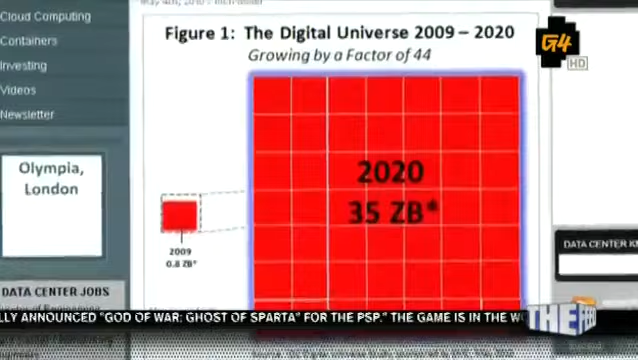 Cloud Computing
Containers
Investing
Videos
Newsletter
Olympia,
London
DATA CENTER JOBS
Figure 1: The Digital Universe 2009 – 2020
Growing by a Factor of 44
2020
35 ZB*
2009
0.8 ZB*
G4
HD
DATA CENTER
LLY ANNOUNCED "GOD OF WAR: GHOST OF SPARTA" FOR THE PSP." THE GAME IS IN THE
THE FEED